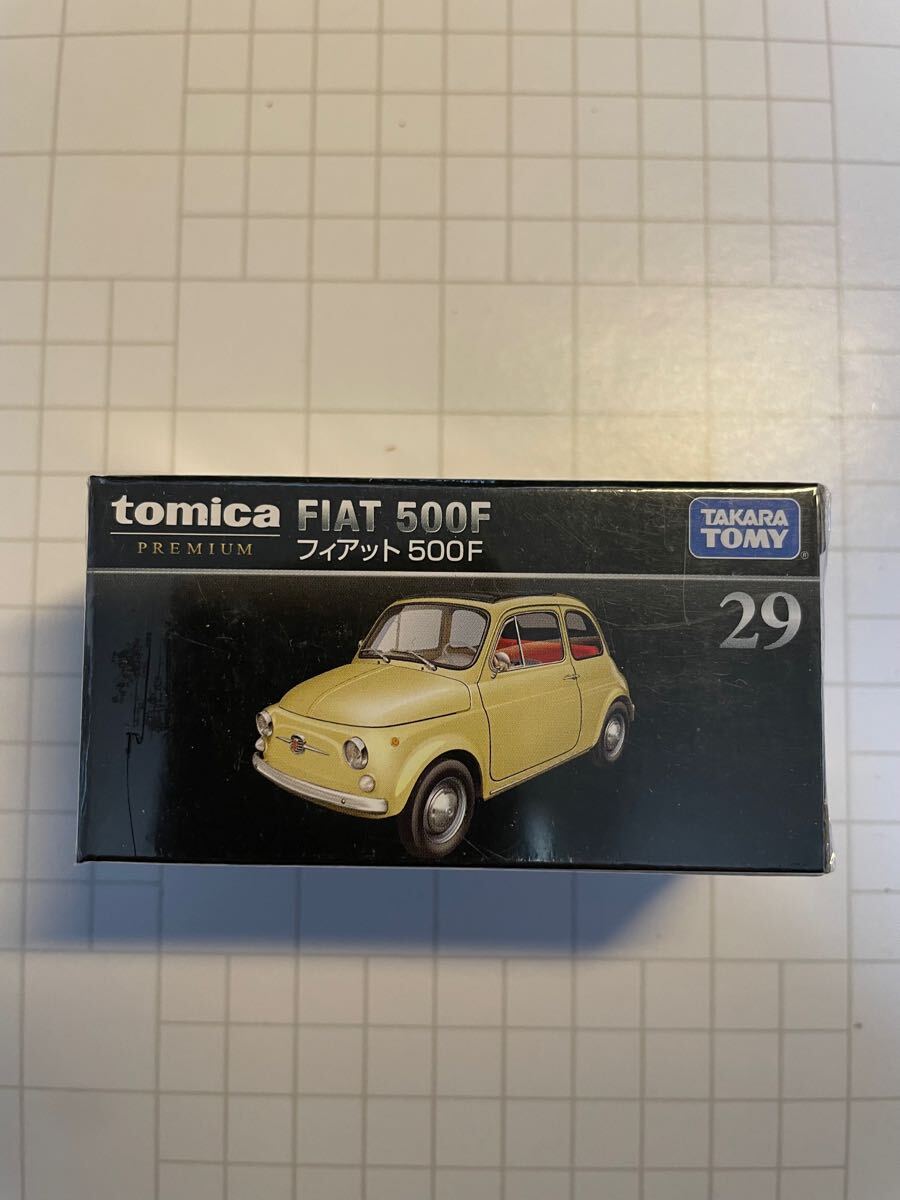 tomica
PREMIUM
FIAT 500F
フィアット 500F
TAKARA
TOMY
®
29